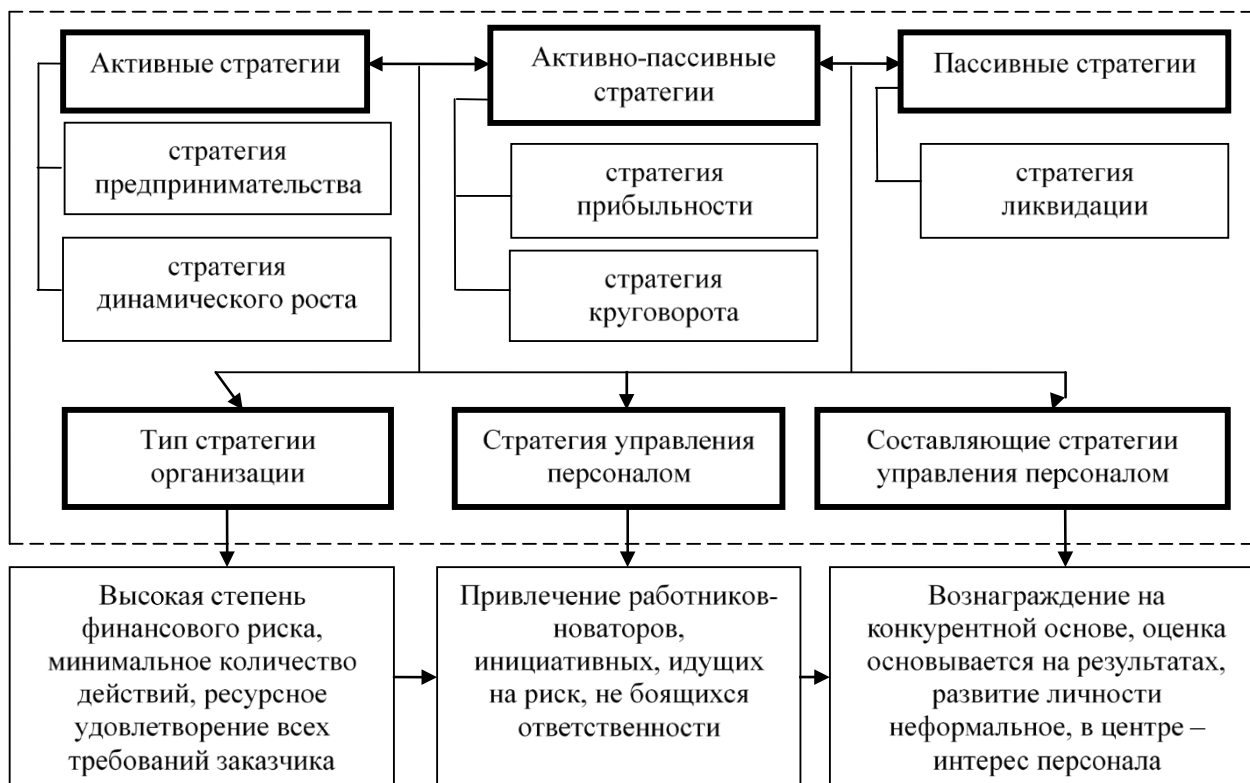 Активные стратегии
Активно-пассивные
стратегии
Пассивные стратегии
стратегия
предпринимательства
стратегия
прибыльности
стратегия
ликвидации
стратегия
динамического роста
стратегия
круговорота
Тип стратегии
организации
Стратегия управления
персоналом
Составляющие стратегии
управления персоналом
Высокая степень
финансового риска,
минимальное количество
действий, ресурсное
удовлетворение всех
требований заказчика
Привлечение работников-
новаторов,
инициативных, идущих
на риск, не боящихся
ответственности
Вознаграждение на
конкурентной основе, оценка
основывается на результатах,
развитие личности
неформальное, в центре –
интерес персонала